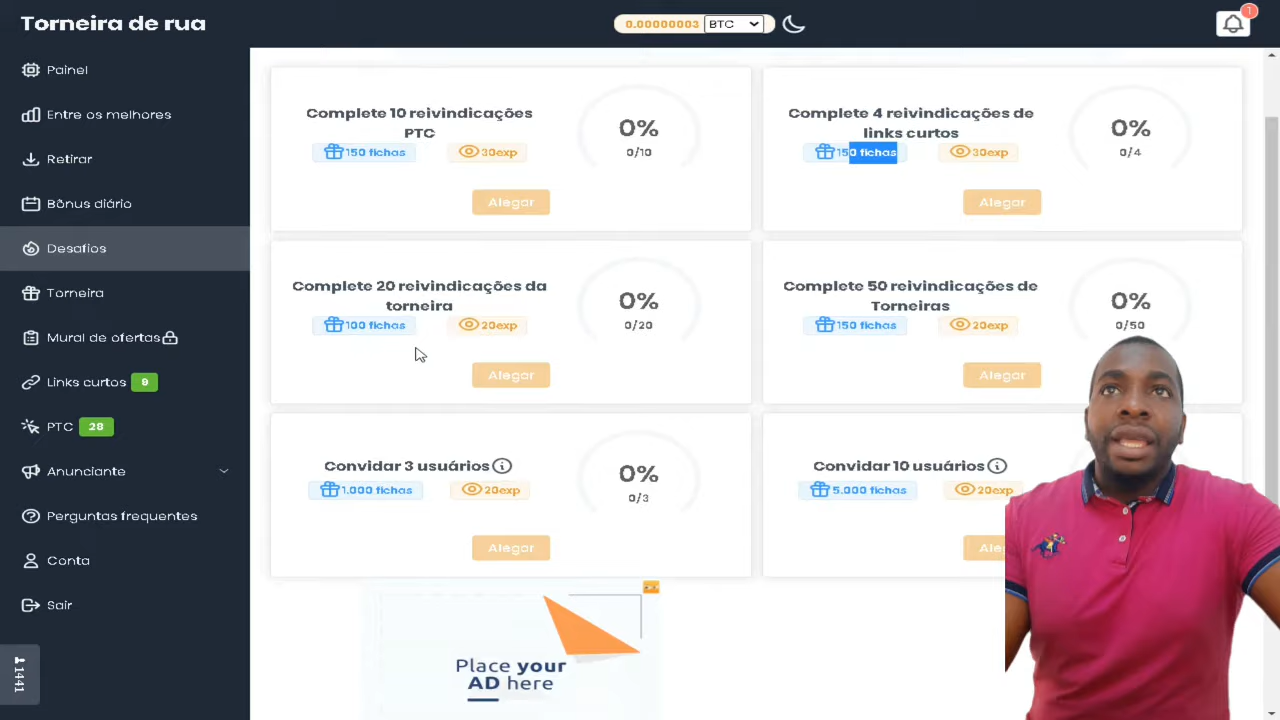 Torneira de rua
0.00000003 BTC
1
Painel
Entre os melhores
Retirar
Bônus diário
Desafios
Torneira
Mural de ofertas
Links curtos 9
PTC 28
Anunciante
Perguntas frequentes
Conta
Sair
1441
Complete 10 reivindicações
PTC
150 fichas 30exp
0%
0/10
Alegar
Complete 4 reivindicações de
links curtos
150 fichas 30exp
0%
0/4
Alegar
Complete 20 reivindicações da
torneira
100 fichas 20exp
0%
0/20
Alegar
Complete 50 reivindicações de
Torneiras
150 fichas 20exp
0%
0/50
Alegar
Convidar 3 usuários
1.000 fichas 20exp
0%
0/3
Alegar
Convidar 10 usuários
5.000 fichas 20exp
Place your
AD here